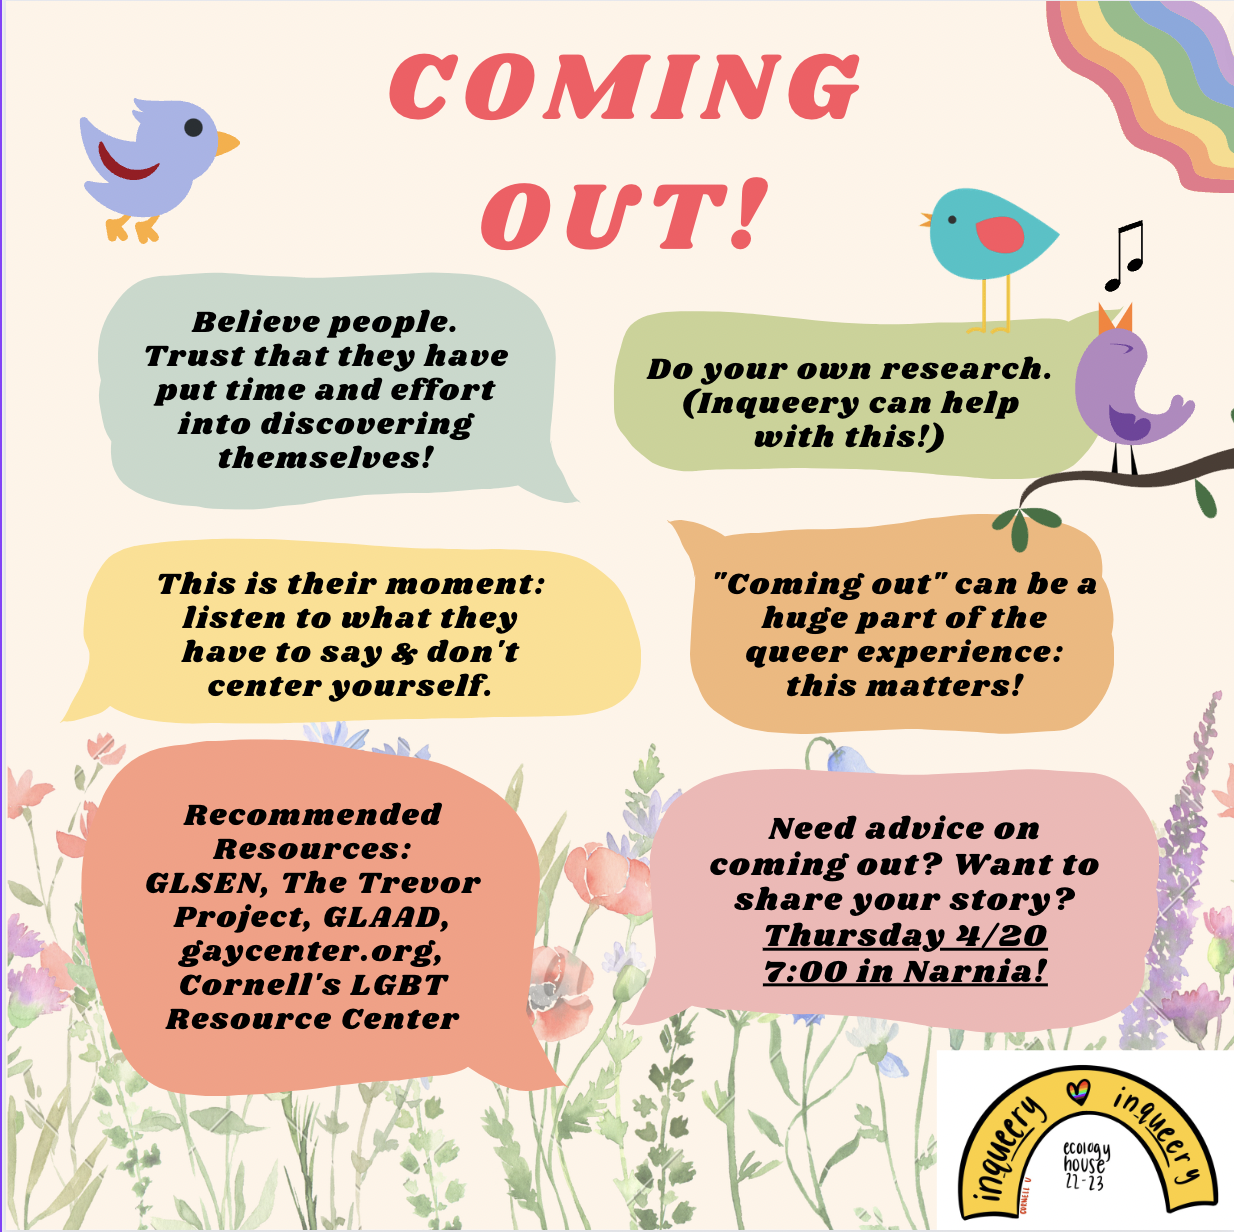 COMING
OUT!
Believe people.
Trust that they have
put time and effort
into discovering
themselves!
Do your own research.
(Inqueery can help
with this!)
This is their moment:
listen to what they
have to say & don't
center yourself.
"Coming out" can be a
huge part of the
queer experience:
this matters!
Recommended
Resources:
GLSEN, The Trevor
Project, GLAAD,
gaycenter.org,
Cornell's LGBT
Resource Center
Need advice on
coming out? Want to
share your story?
Thursday 4/20
7:00 in Narnia!
inqueery
inqueery
ecology
house
22-23
CORNELL U